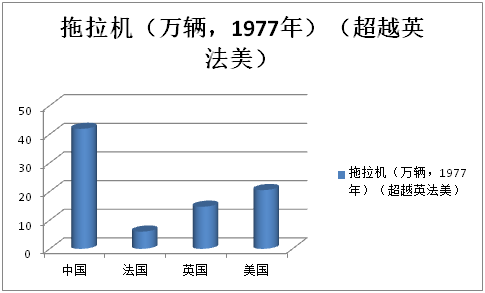 拖拉机（万辆，1977年）（超越英
法美）
50
40
30
20
10
0
中国 法国 英国 美国
拖拉机（万辆，1977
年）（超越英法美）